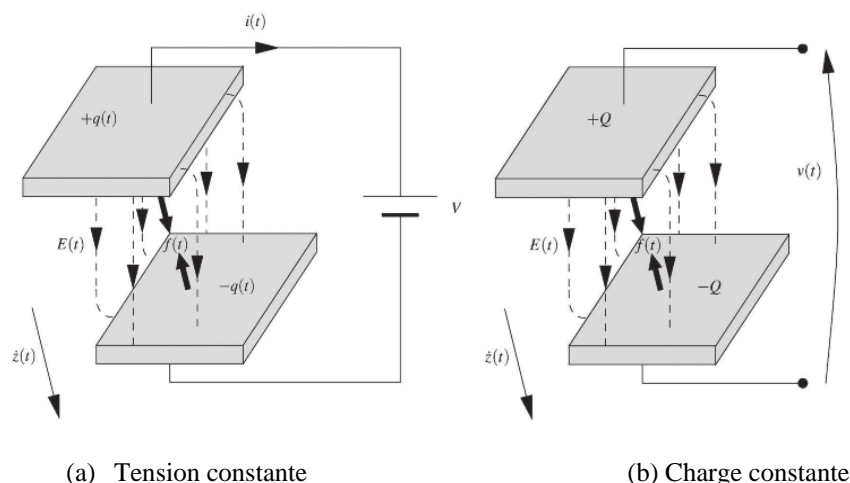 i(t)
+q(t)
E(t)
f(t)
−q(t)
ż(t)
V
(a) Tension constante
+Q
E(t)
f(t)
−Q
ż(t)
v(t)
(b) Charge constante